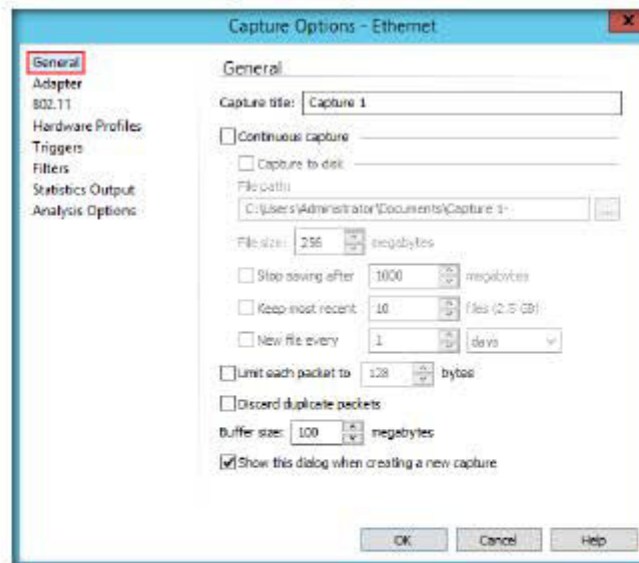 Capture Options - Ethernet
General
Adapter
802.11
Hardware Profiles
Triggers
Filters
Statistics Output
Analysis Options
General
Capture title: Capture 1
Continuous capture
Capture to disk
File path:
C:\Users\Administrator\Documents\Capture 1-
File size: 256 megabytes
Stop saving after 1000 megabytes
Keep most recent 10 files (2.5 GB)
New file every 1 days
Limit each packet to 128 bytes
Discard duplicate packets
Buffer size: 100 megabytes
Show this dialog when creating a new capture
OK Cancel Help